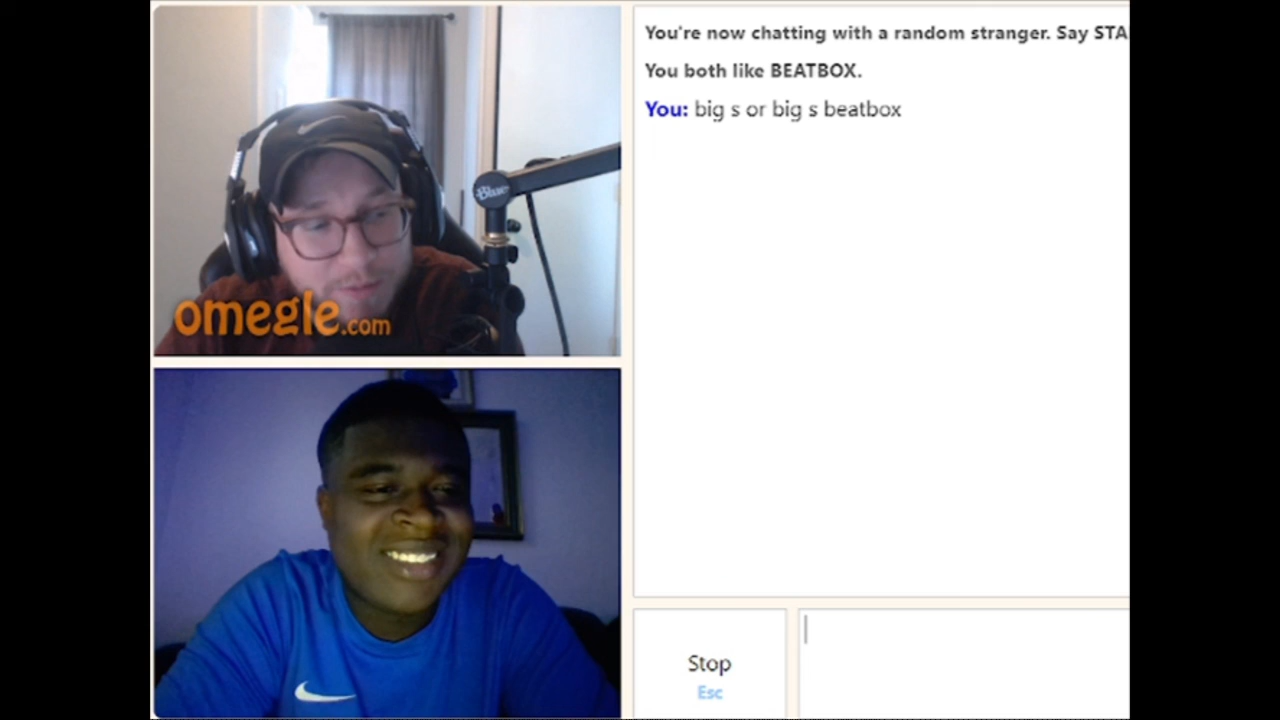 You're now chatting with a random stranger. Say STA
You both like BEATBOX.
You: big s or big s beatbox
Blue
omegle.com
Stop
Esc